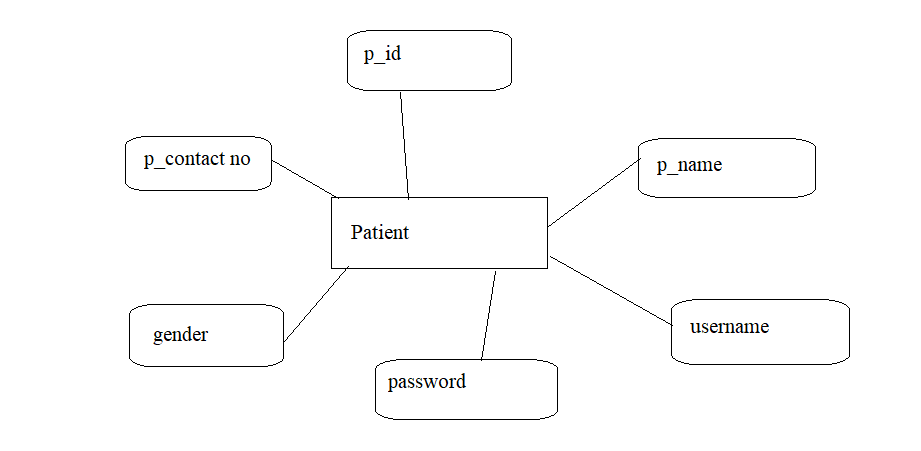 p_id
p_contact no
p_name
Patient
gender
username
password